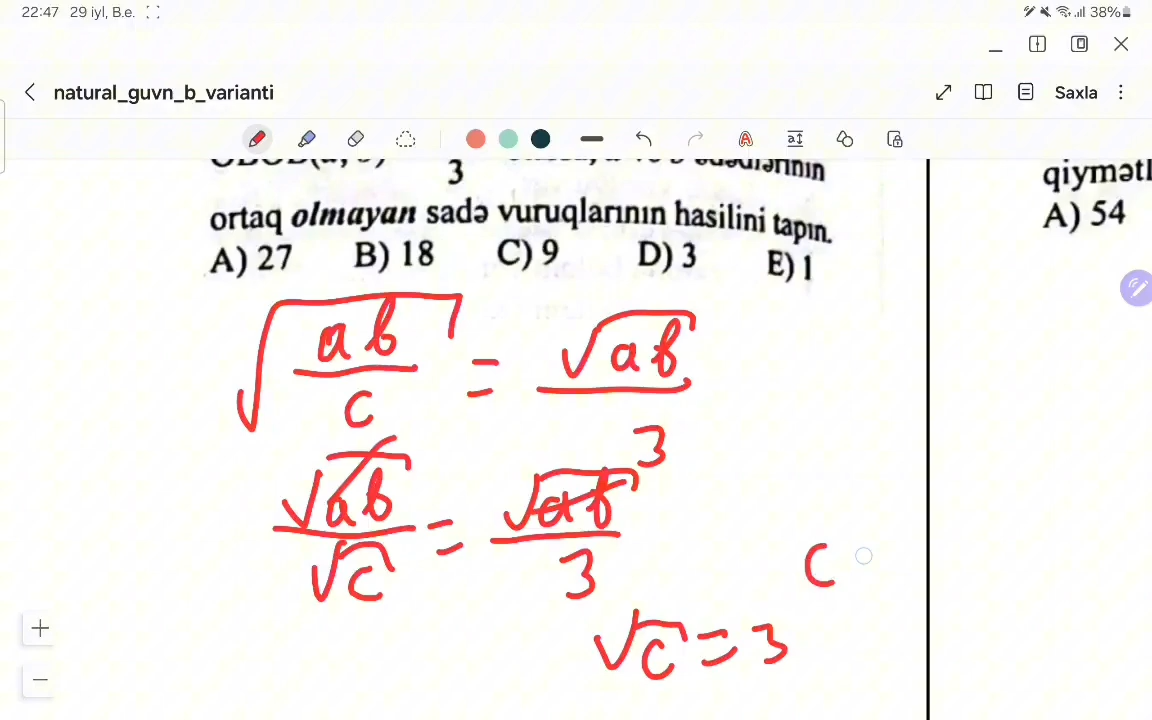 22:47 29 iyl, B.e. 38%
natural_guvn_b_varianti Saxla
3
qiymətl
ortaq olmayan sadə vuruqlarının hasilini tapın.
A) 54
A) 27 B) 18 C) 9 D) 3 E) 1
√(ab/c) = √ab/3
√ab/√c = √ab/3
3
c
√c = 3